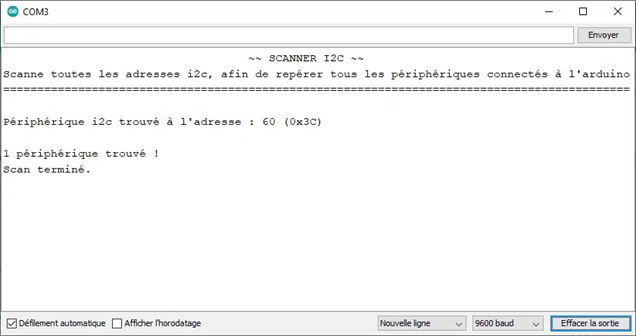 COM3
Envoyer
~~ SCANNER I2C ~~
Scanne toutes les adresses i2c, afin de repérer tous les périphériques connectés à l'arduino
================================================================================
Périphérique i2c trouvé à l'adresse : 60 (0x3C)
1 périphérique trouvé !
Scan terminé.
Défilement automatique Afficher l'horodatage Nouvelle ligne 9600 baud Effacer la sortie